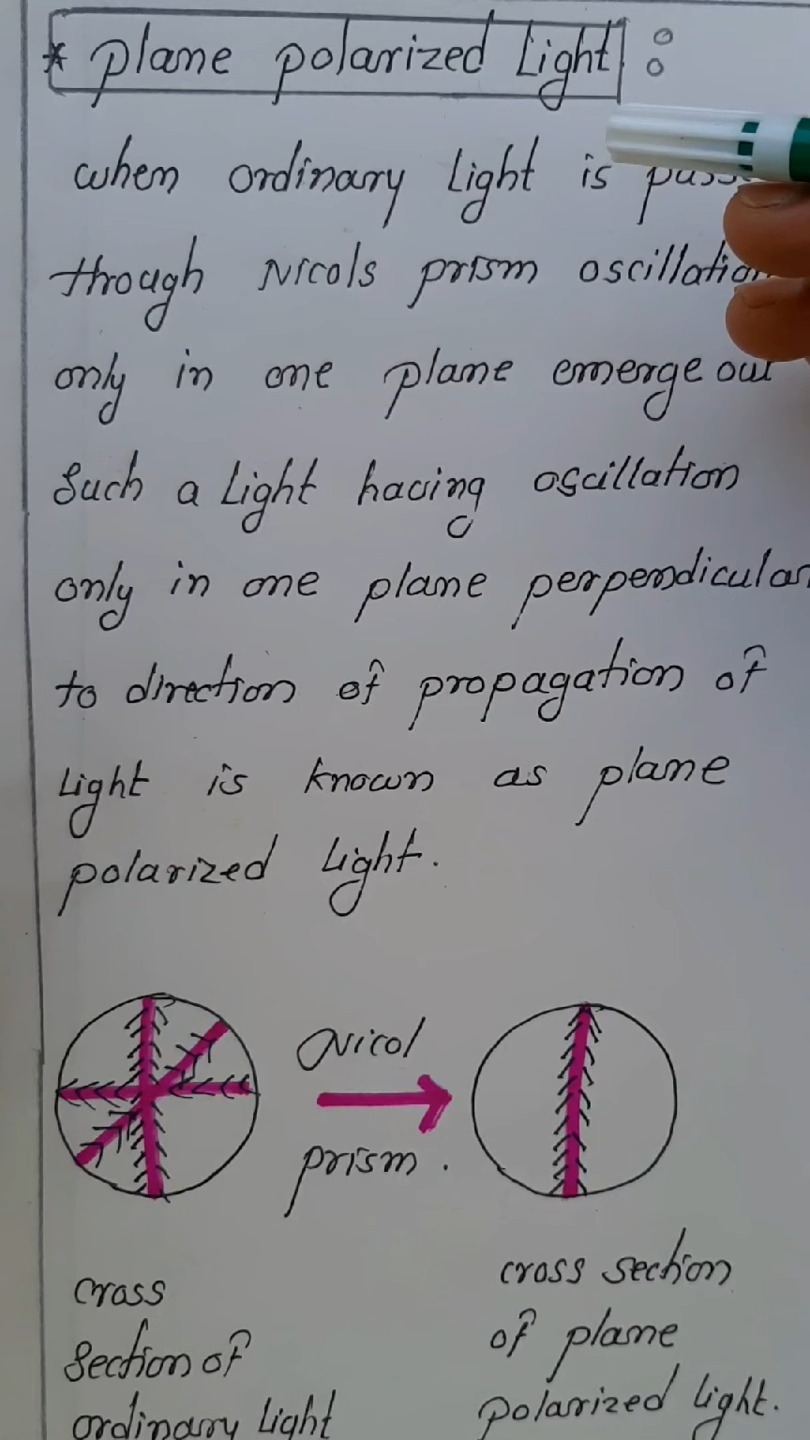 * plane polarized Light :
when ordinary Light is
though Nicols prism oscillation
only in one plane emerge out
Such a Light having oscillation
only in one plane perpendicular
to direction of propagation of
Light is known as plane
polarized Light.
Nicol
prism.
cross
section of
ordinary Light
cross section
of plane
polarized light.